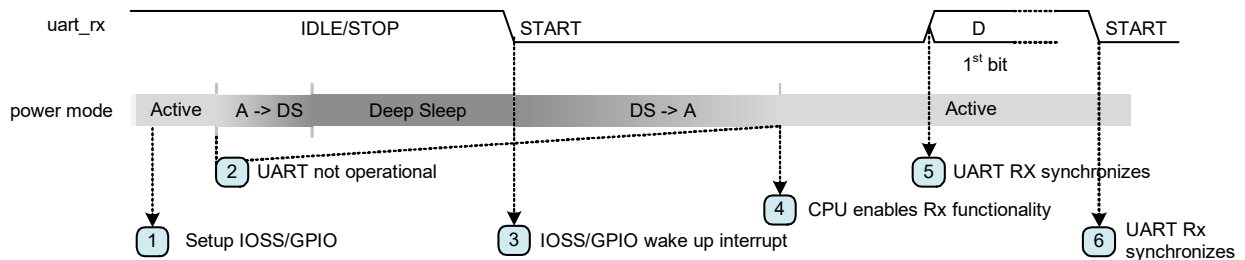 uart_rx
IDLE/STOP
START
D
START
1st bit
power mode
Active
A -> DS
Deep Sleep
DS -> A
Active
2
UART not operational
5
UART RX synchronizes
4
CPU enables Rx functionality
1
Setup IOSS/GPIO
3
IOSS/GPIO wake up interrupt
6
UART Rx
synchronizes